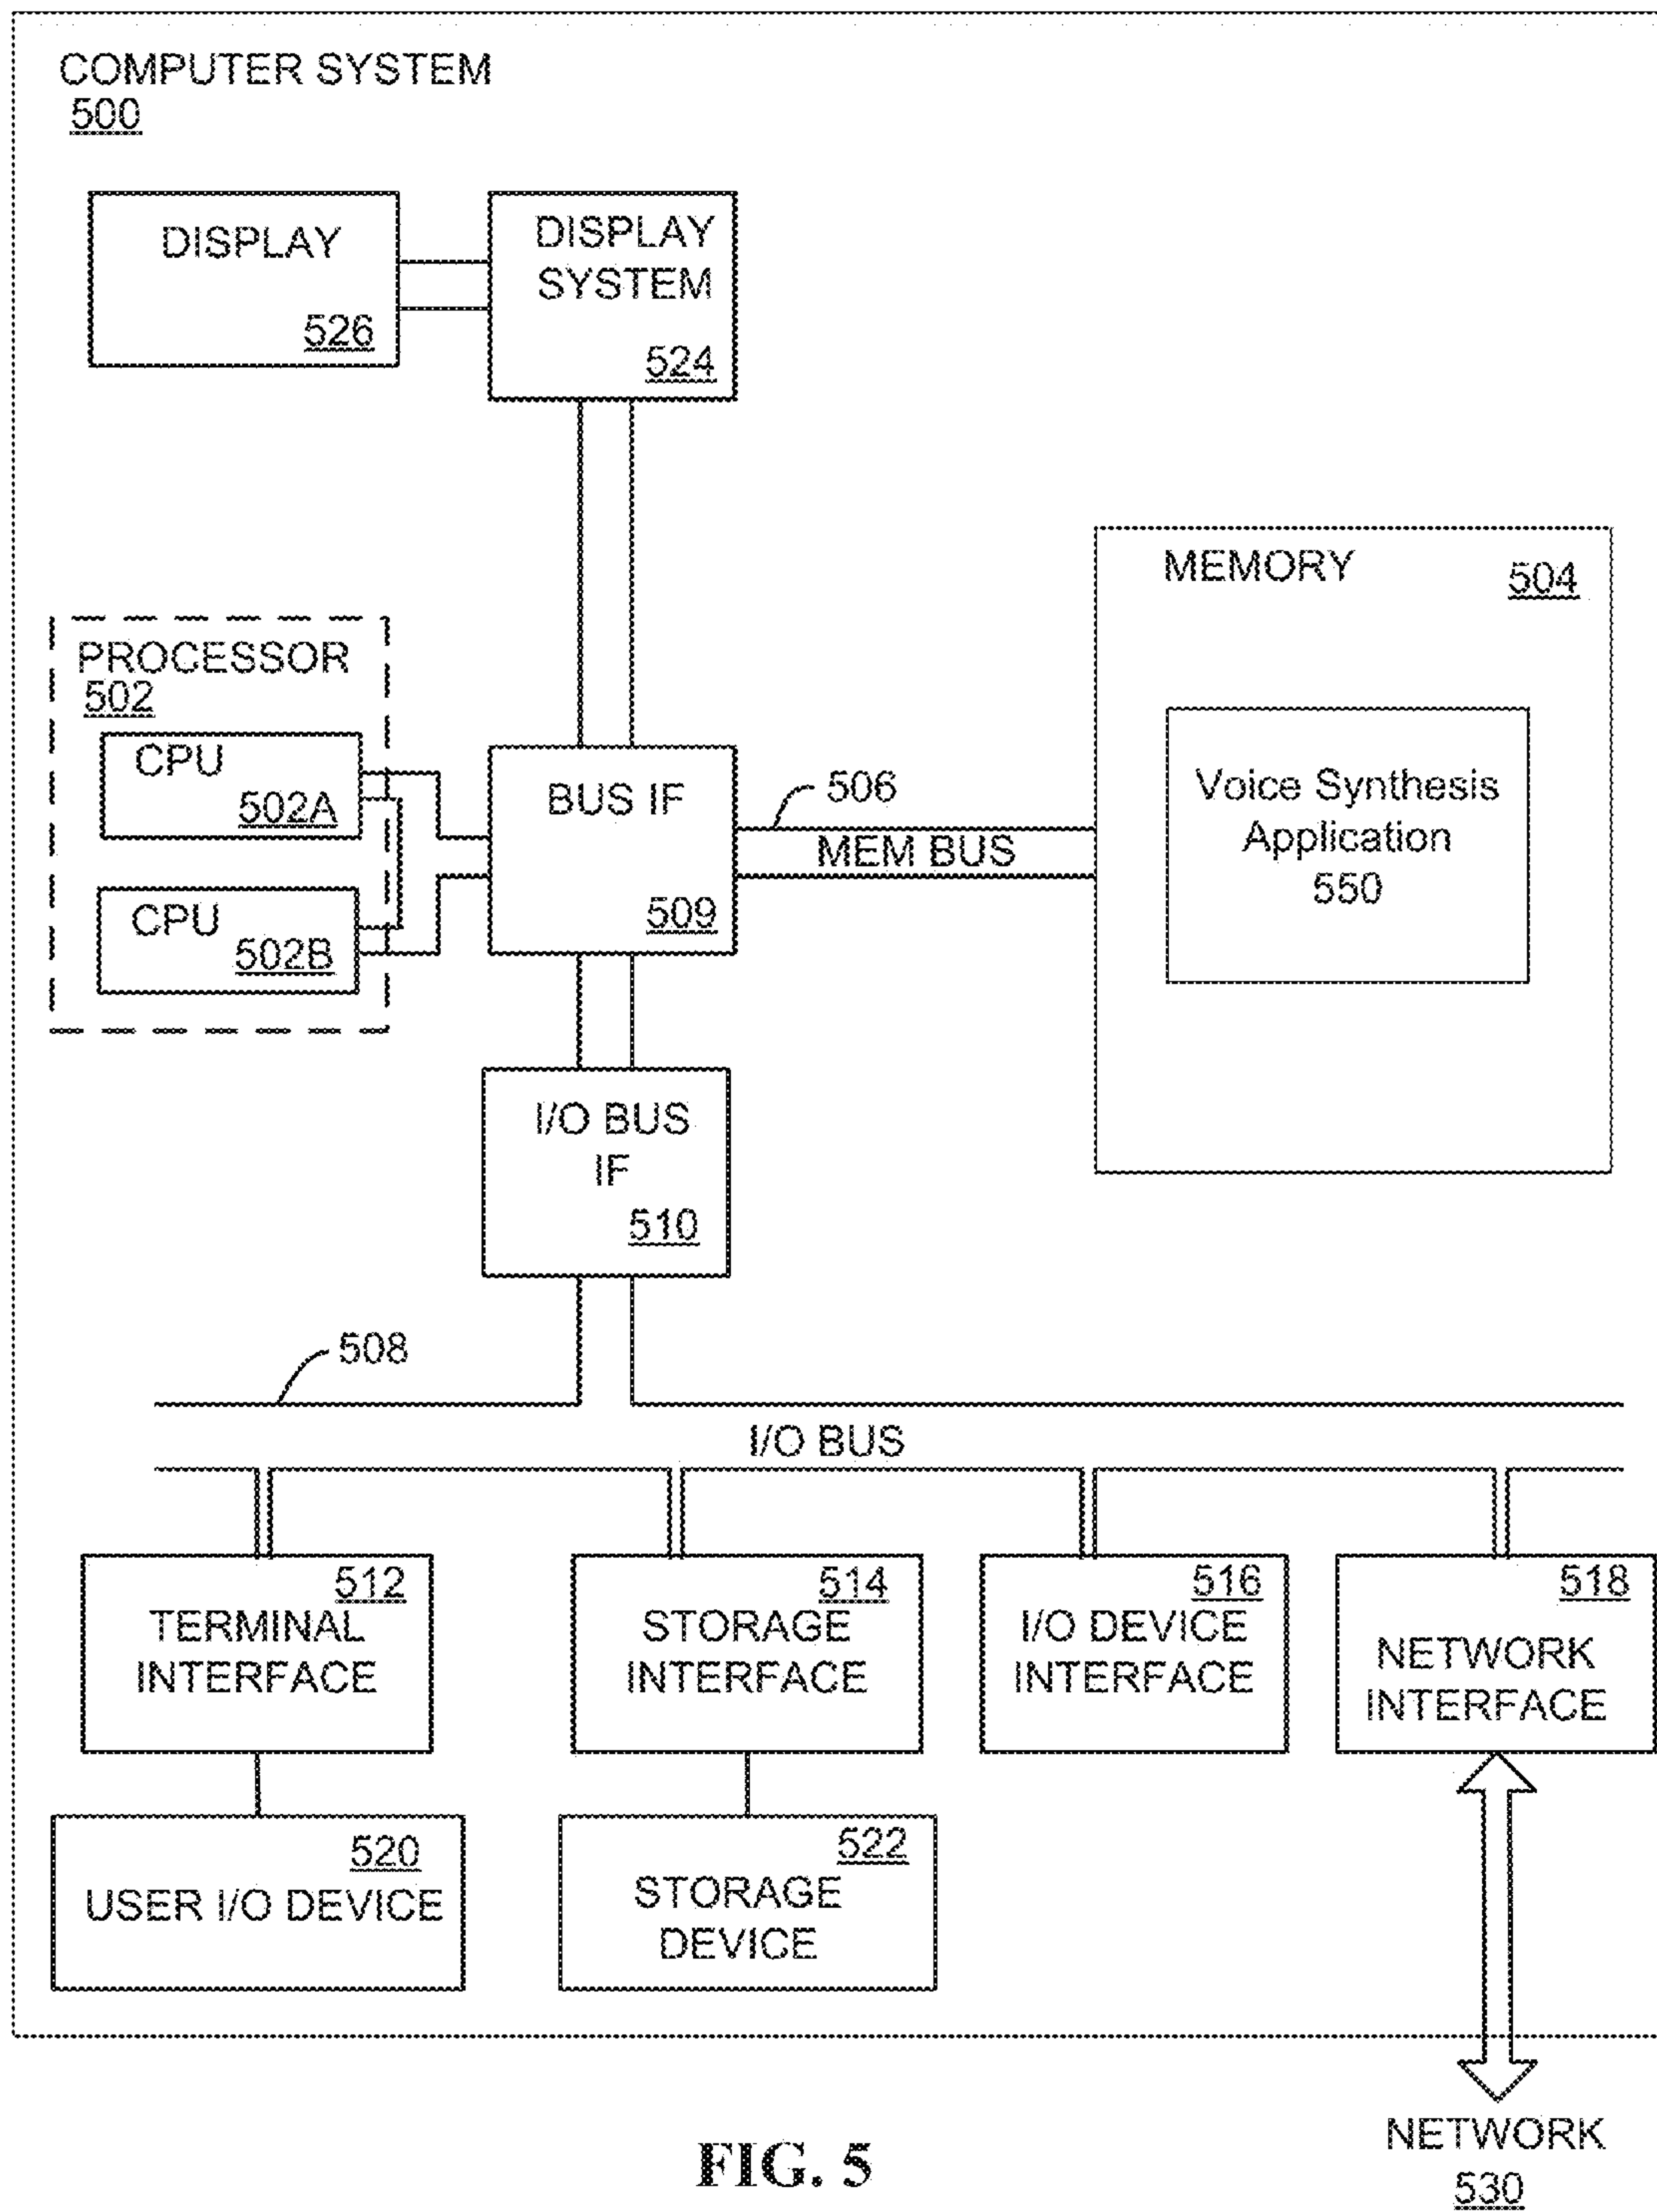 COMPUTER SYSTEM
500
DISPLAY
526
DISPLAY
SYSTEM
524
MEMORY
504
PROCESSOR
502
CPU
502A
CPU
502B
BUS IF
509
506
MEM BUS
Voice Synthesis
Application
550
I/O BUS
IF
510
508
I/O BUS
512
TERMINAL
INTERFACE
514
STORAGE
INTERFACE
516
I/O DEVICE
INTERFACE
518
NETWORK
INTERFACE
520
USER I/O DEVICE
522
STORAGE
DEVICE
NETWORK
530
FIG. 5